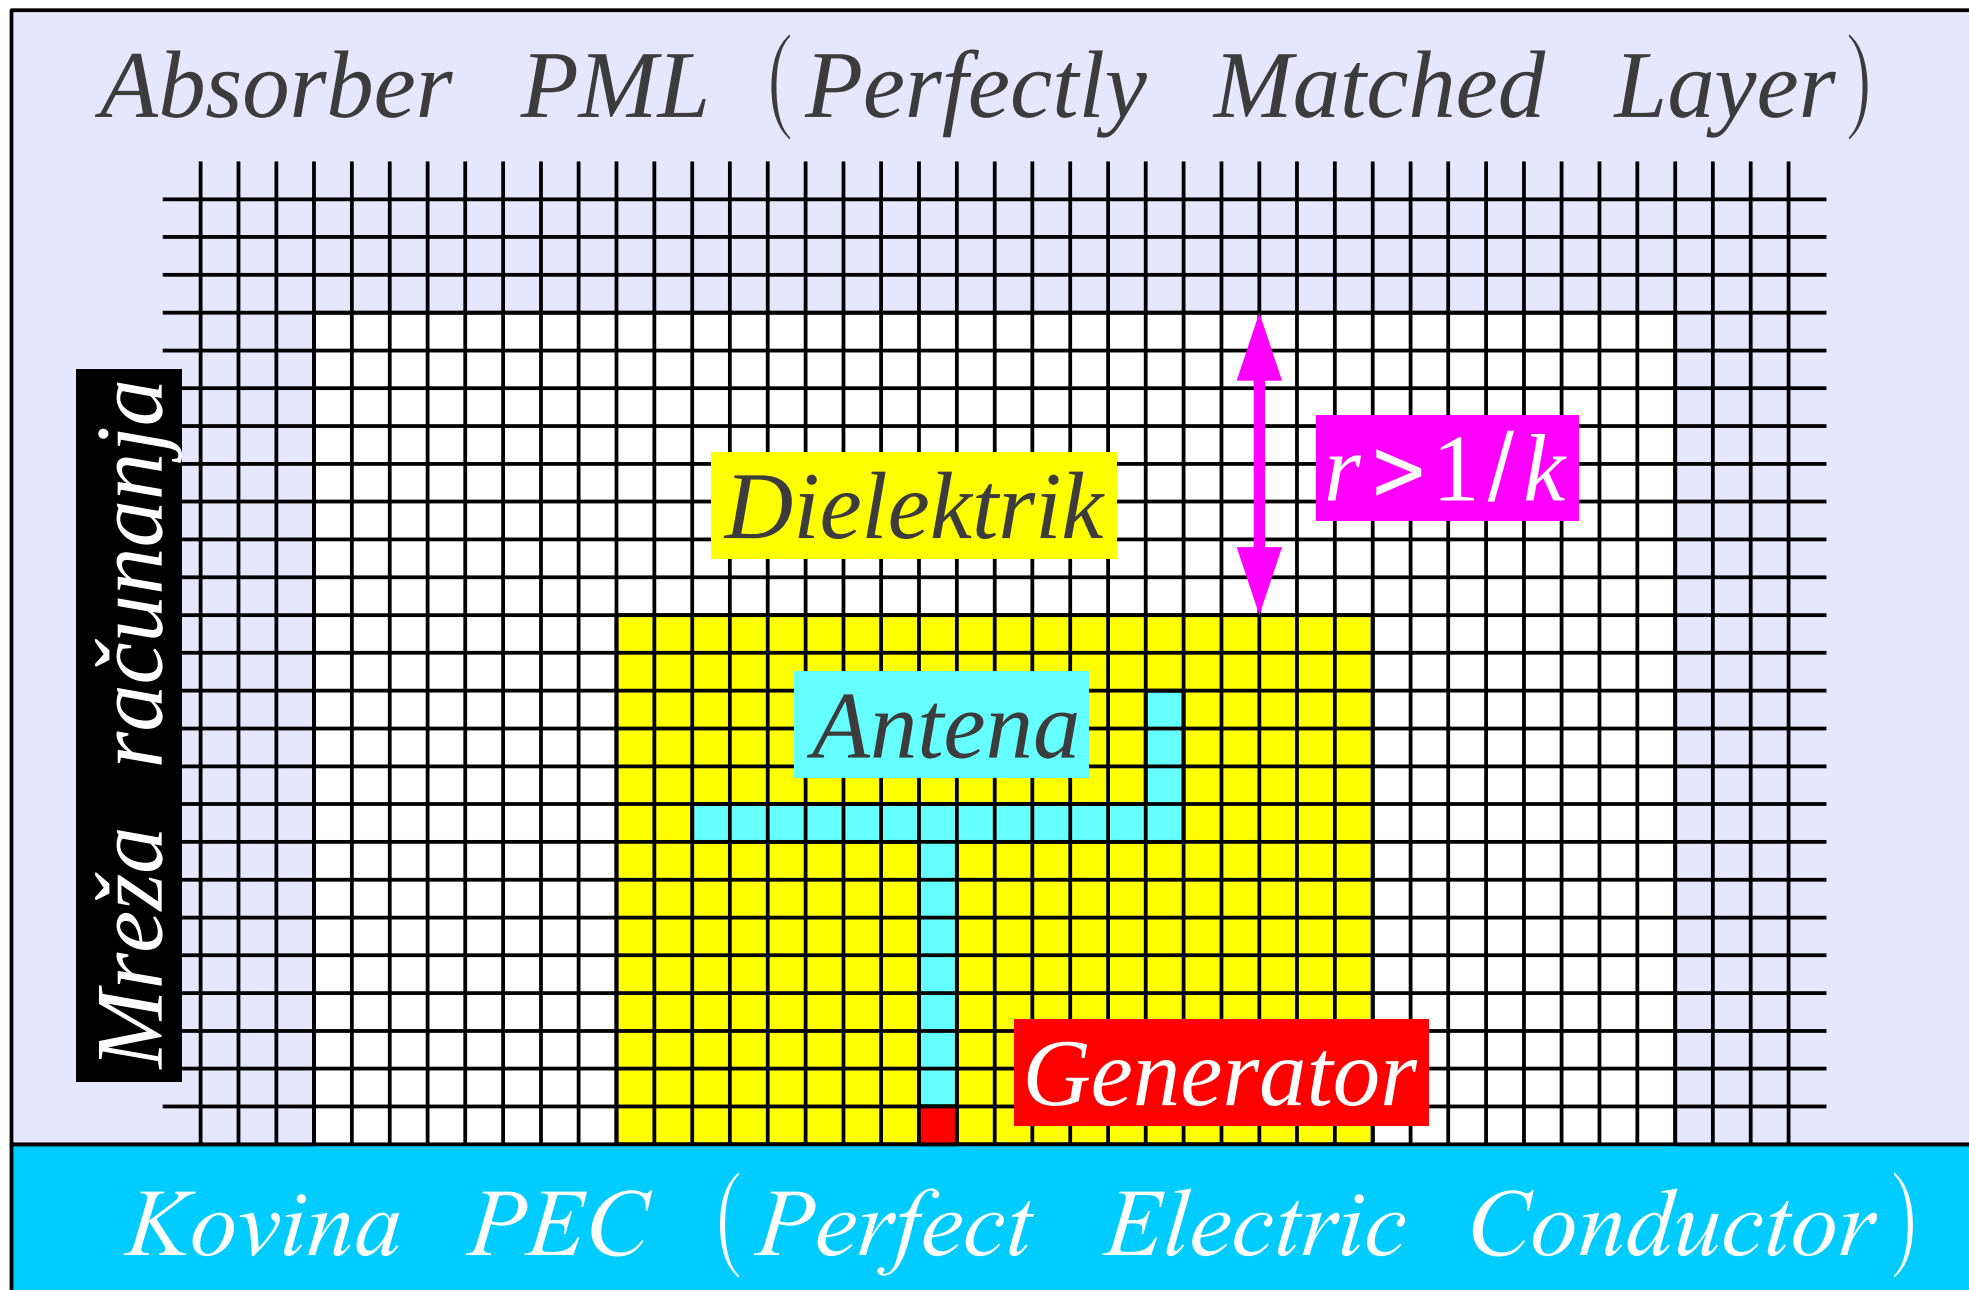 Absorber PML (Perfectly Matched Layer)
Mreža računanja
r>1/k
Dielektrik
Antena
Generator
Kovina PEC (Perfect Electric Conductor)